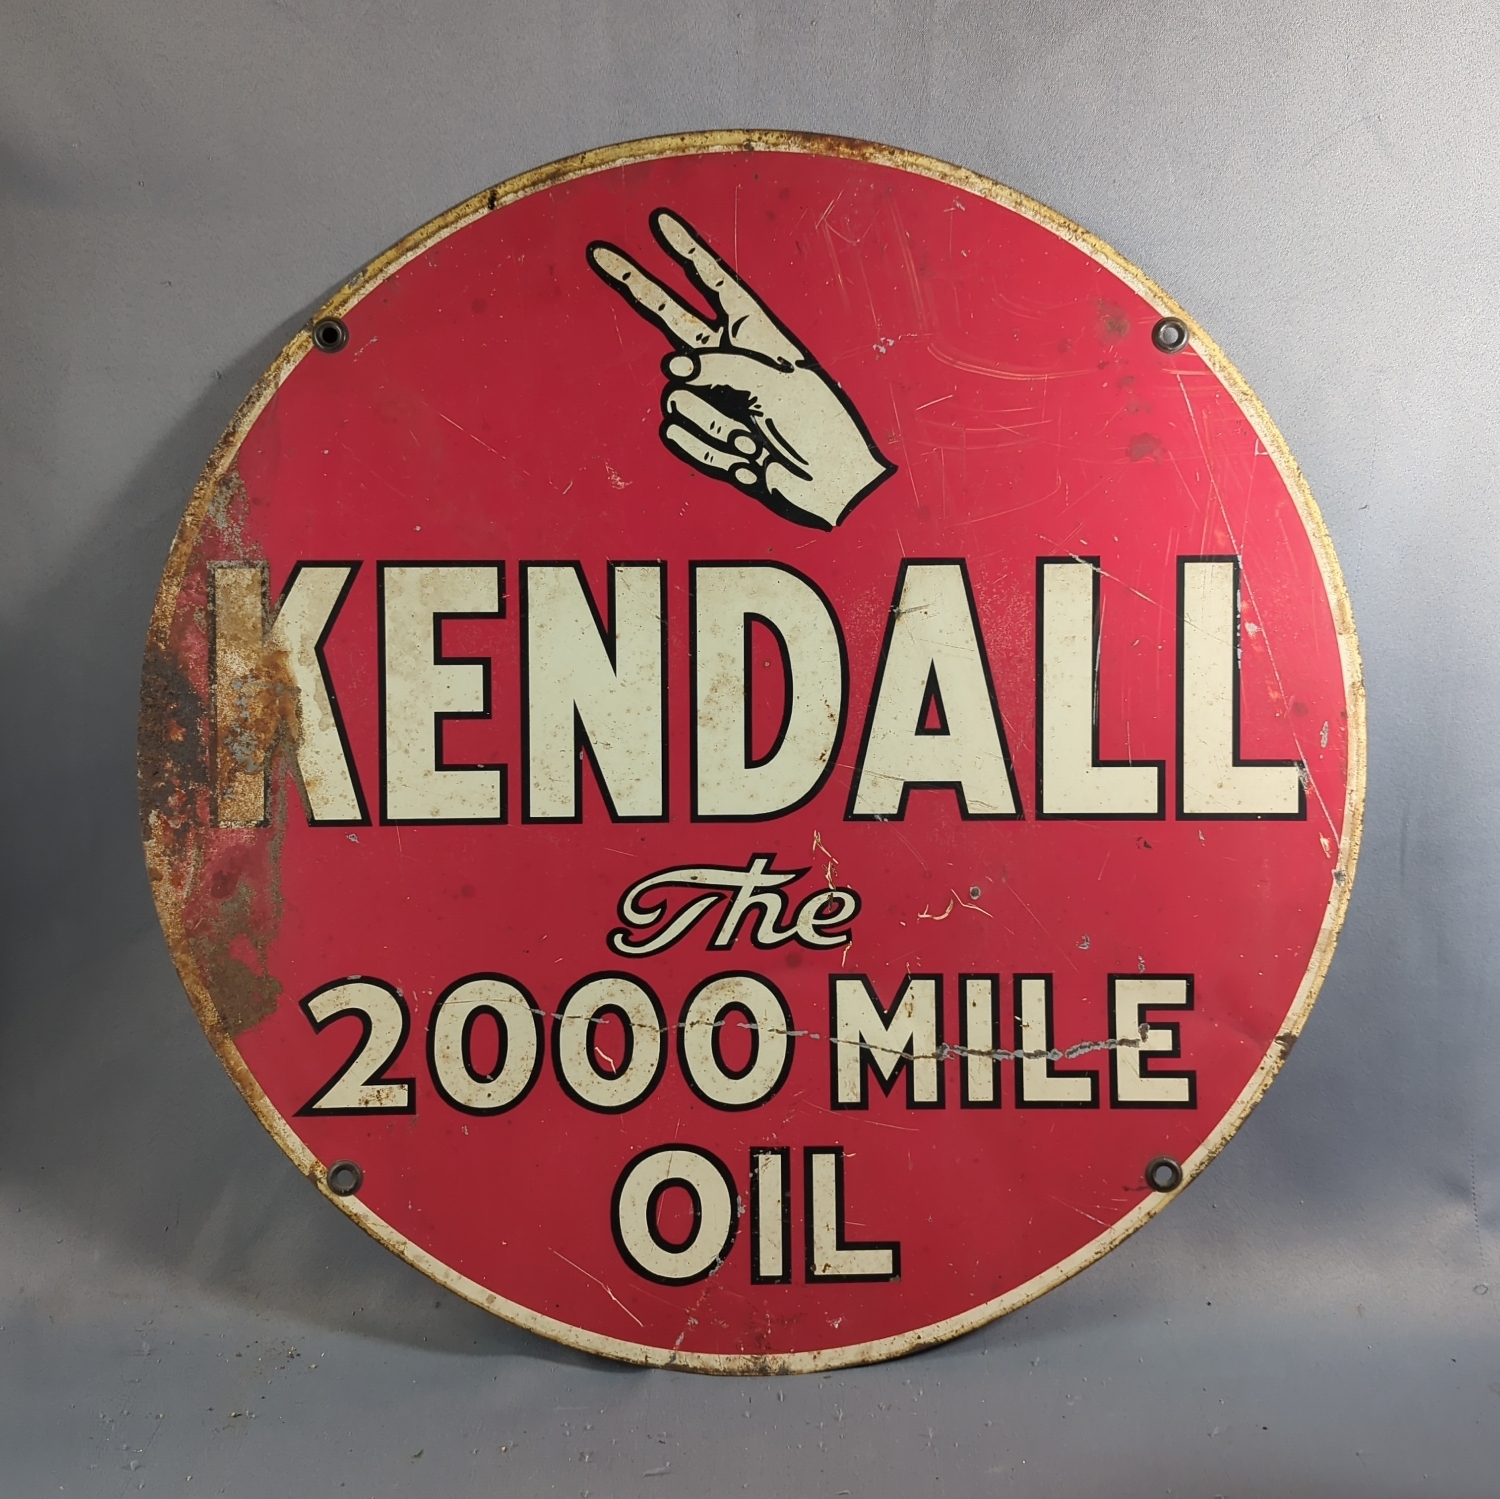 KENDALL
The
2000 MILE
OIL